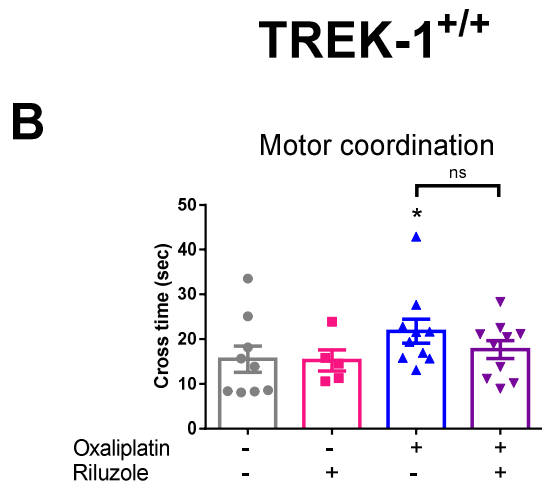 TREK-1+/+
B
Motor coordination
ns
*
50
40
30
20
10
0
Cross time (sec)
Oxaliplatin - - + +
Riluzole - + - +